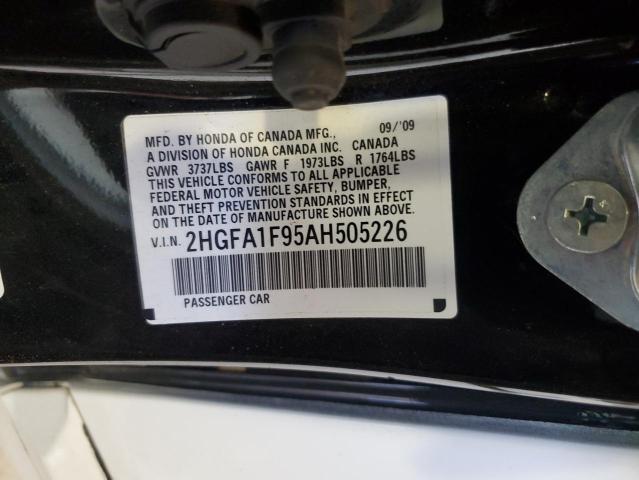 MFD. BY HONDA OF CANADA MFG., 09/'09
A DIVISION OF HONDA CANADA INC. CANADA
GVWR 3737LBS GAWR F 1973LBS R 1764LBS
THIS VEHICLE CONFORMS TO ALL APPLICABLE
FEDERAL MOTOR VEHICLE SAFETY, BUMPER,
AND THEFT PREVENTION STANDARDS IN EFFECT
ON THE DATE OF MANUFACTURE SHOWN ABOVE.
V.I.N. 2HGFA1F95AH505226
PASSENGER CAR